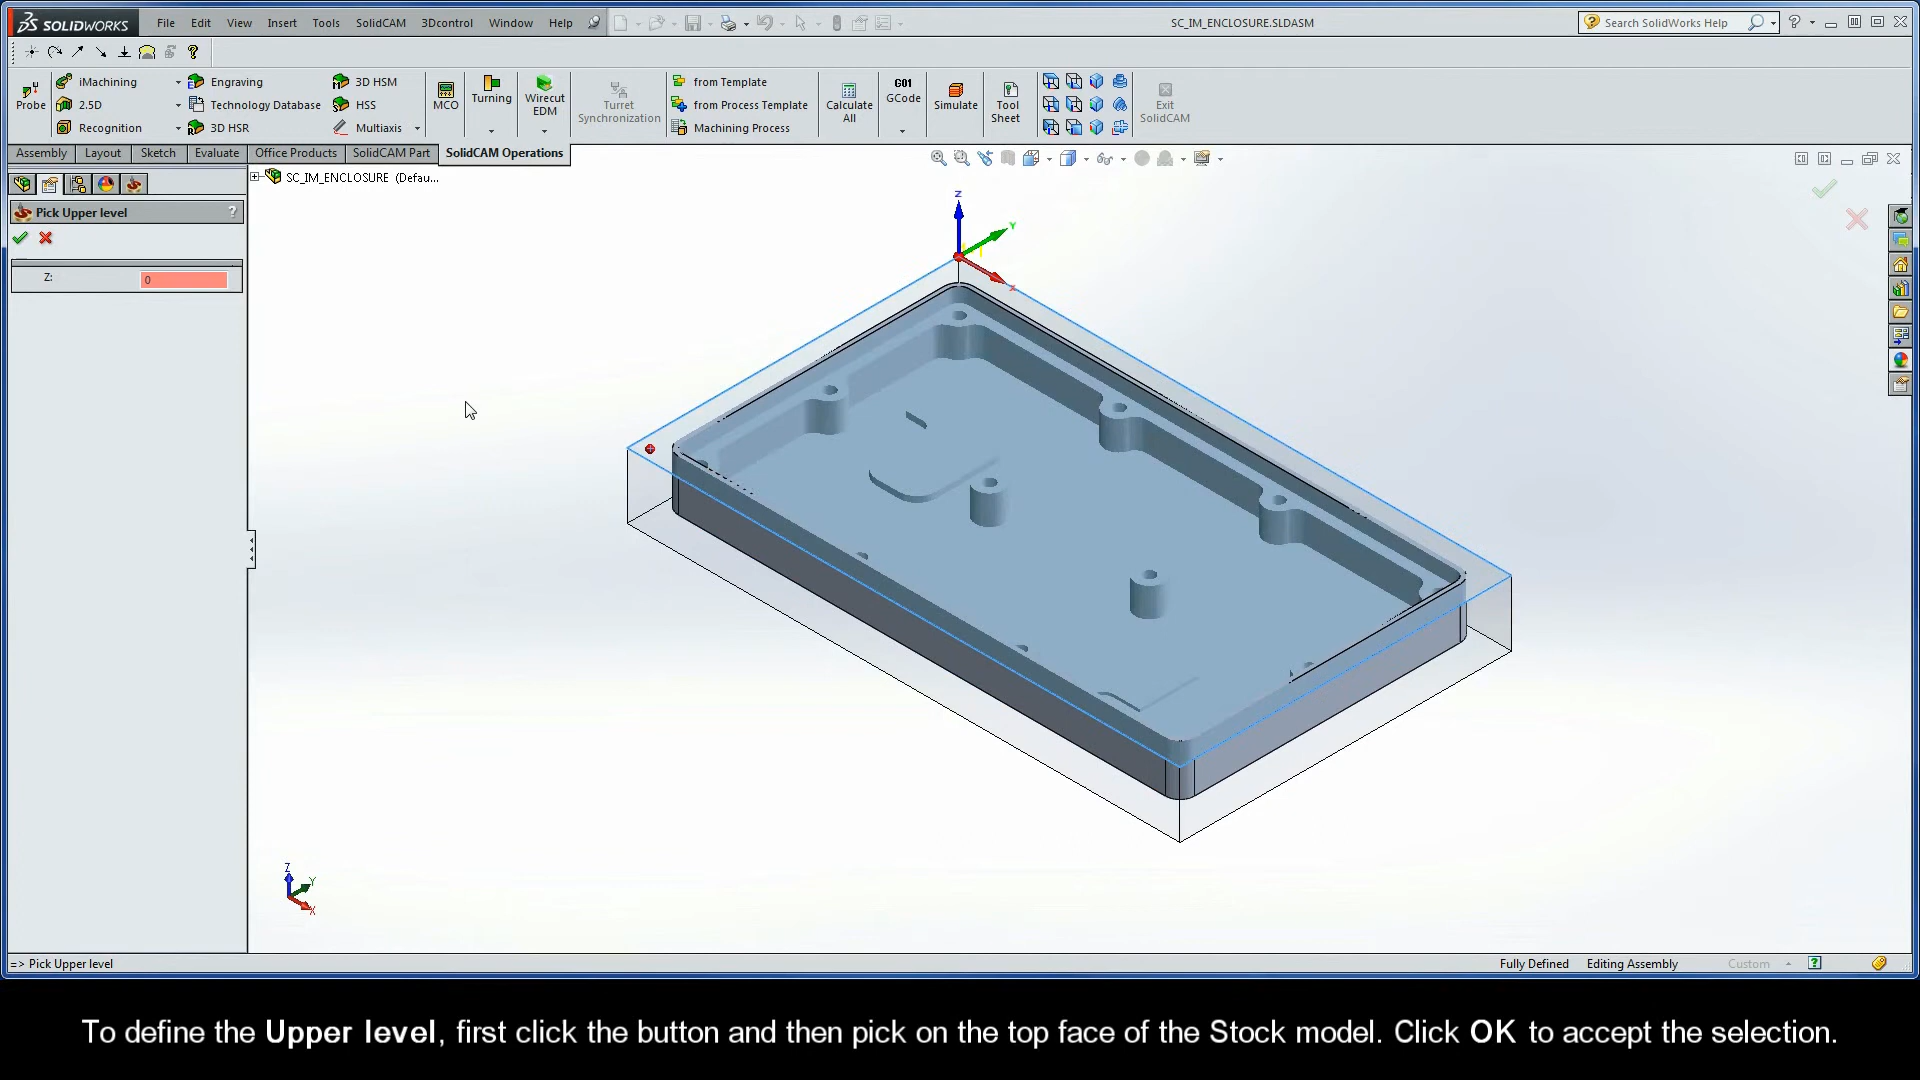 SOLIDWORKS File Edit View Insert Tools SolidCAM 3Dcontrol Window Help SC_IM_ENCLOSURE.SLDASM Search SolidWorks Help
Probe iMachining Engraving 3D HSM
2.5D Technology Database HSS
Recognition 3D HSR Multiaxis
MCO Turning Wirecut EDM Turret Synchronization
from Template
from Process Template
Machining Process
Calculate All G01 GCode Simulate Tool Sheet Exit SolidCAM
Assembly Layout Sketch Evaluate Office Products SolidCAM Part SolidCAM Operations
SC_IM_ENCLOSURE (Defau...
Pick Upper level ?
Z: 0
Z
Y
X
Z
Y
X
=> Pick Upper level Fully Defined Editing Assembly Custom
To define the Upper level, first click the button and then pick on the top face of the Stock model. Click OK to accept the selection.